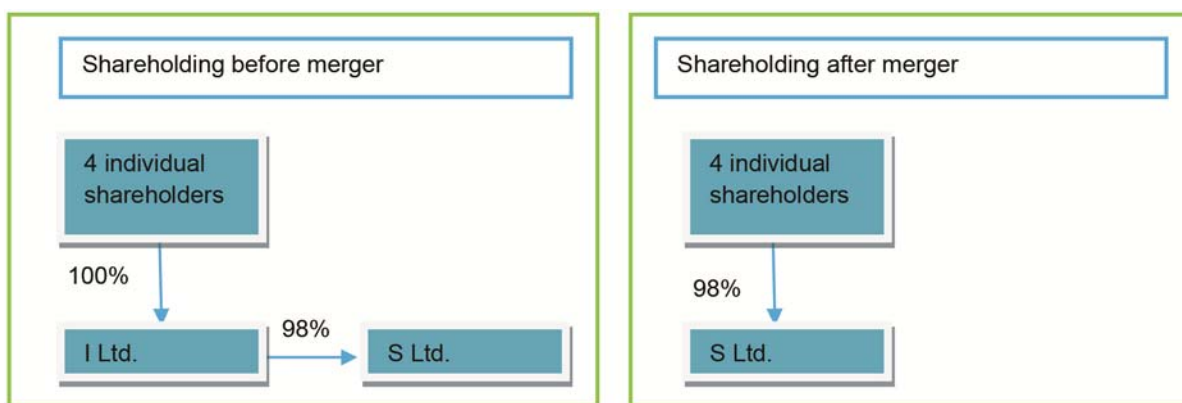 Shareholding before merger
4 individual
shareholders
100%
I Ltd.
98%
S Ltd.
Shareholding after merger
4 individual
shareholders
98%
S Ltd.